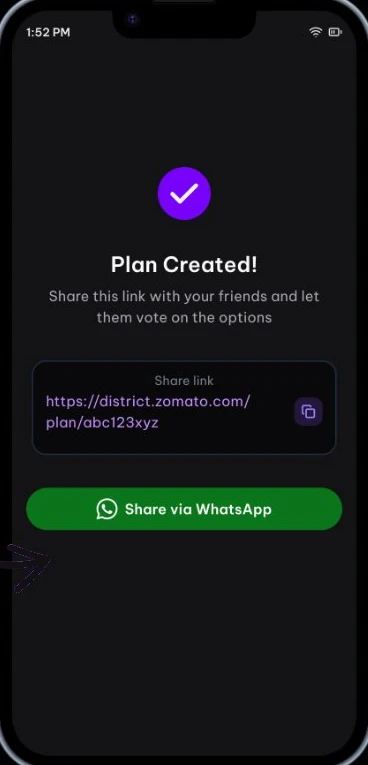 1:52 PM
Plan Created!
Share this link with your friends and let
them vote on the options
Share link
https://district.zomato.com/
plan/abc123xyz
Share via WhatsApp